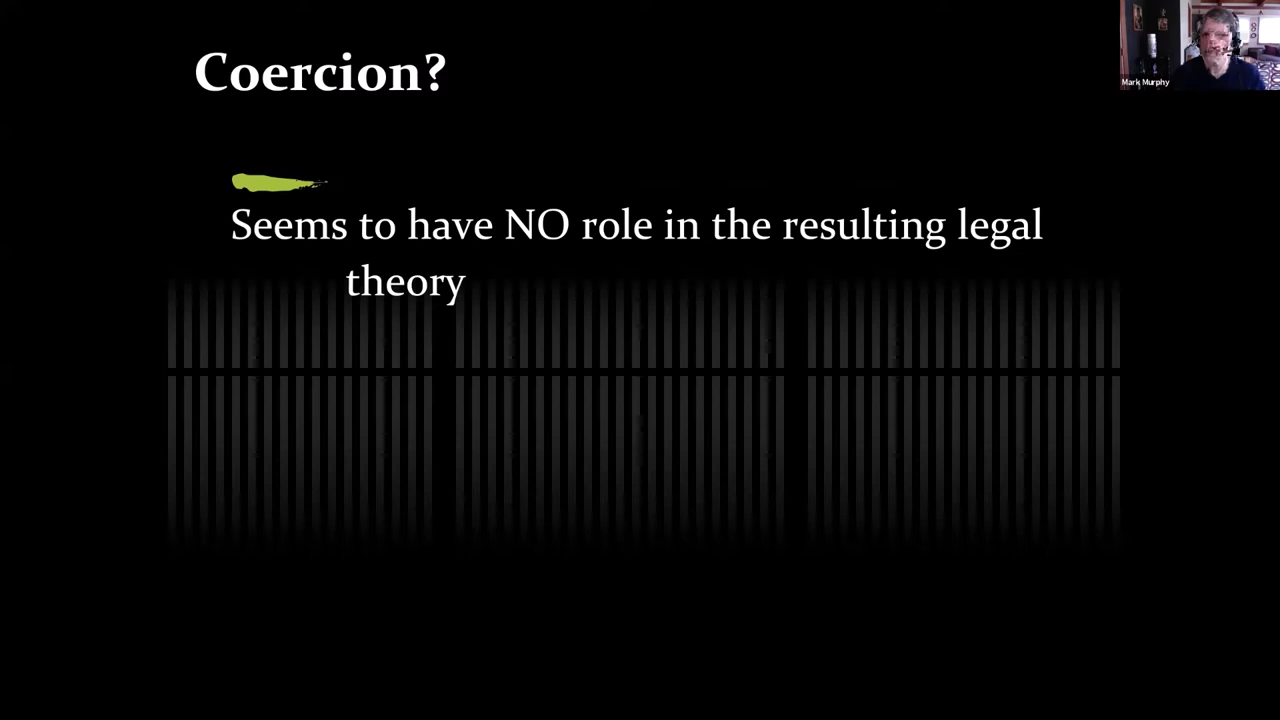 Coercion?
Mark Murphy
Seems to have NO role in the resulting legal
theory